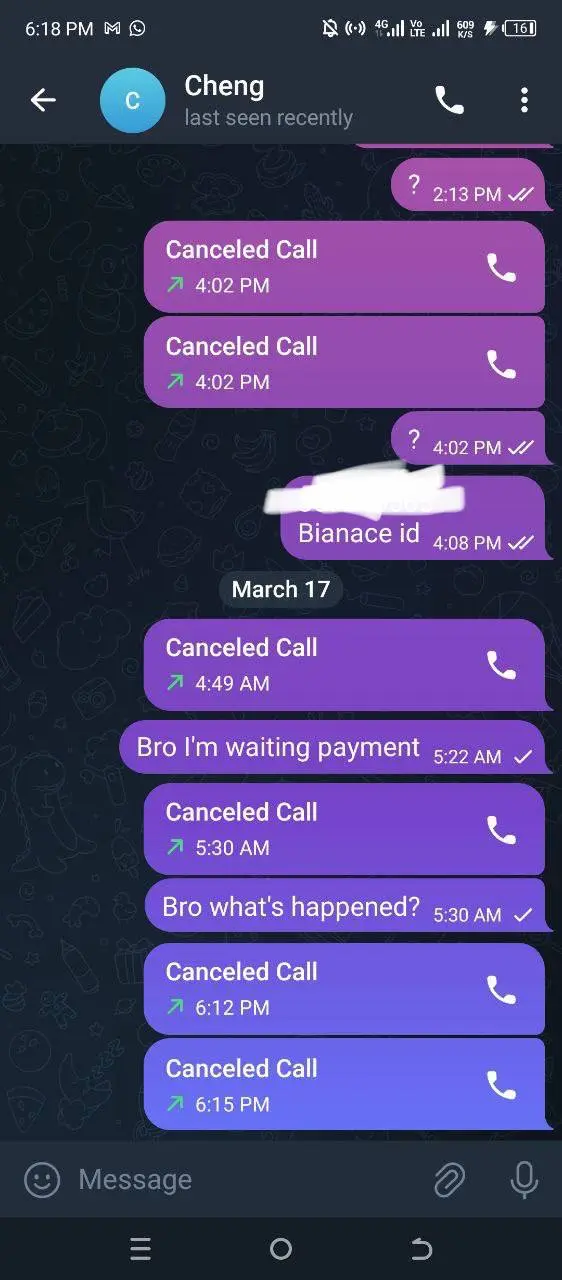 6:18 PM
4G Vo LTE 609 K/S 16
C
Cheng
last seen recently
? 2:13 PM
Canceled Call
4:02 PM
Canceled Call
4:02 PM
? 4:02 PM
Bianace id 4:08 PM
March 17
Canceled Call
4:49 AM
Bro I'm waiting payment 5:22 AM
Canceled Call
5:30 AM
Bro what's happened? 5:30 AM
Canceled Call
6:12 PM
Canceled Call
6:15 PM
Message